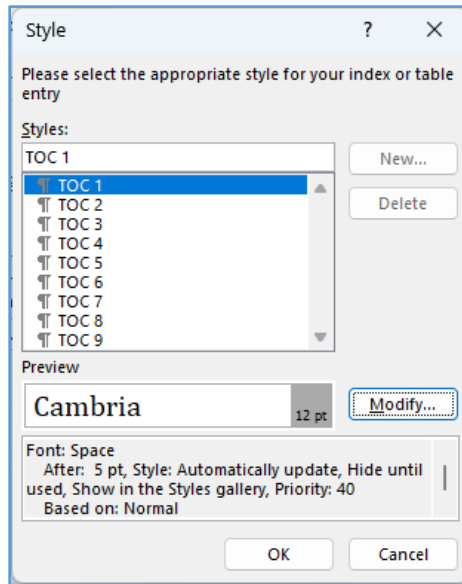 Style ?
Please select the appropriate style for your index or table
entry
Styles:
TOC 1
New...
¶ TOC 1
¶ TOC 2
Delete
¶ TOC 3
¶ TOC 4
¶ TOC 5
¶ TOC 6
¶ TOC 7
¶ TOC 8
¶ TOC 9
Preview
Cambria
12 pt
Modify...
Font: Space
After: 5 pt, Style: Automatically update, Hide until
used, Show in the Styles gallery, Priority: 40
Based on: Normal
OK
Cancel